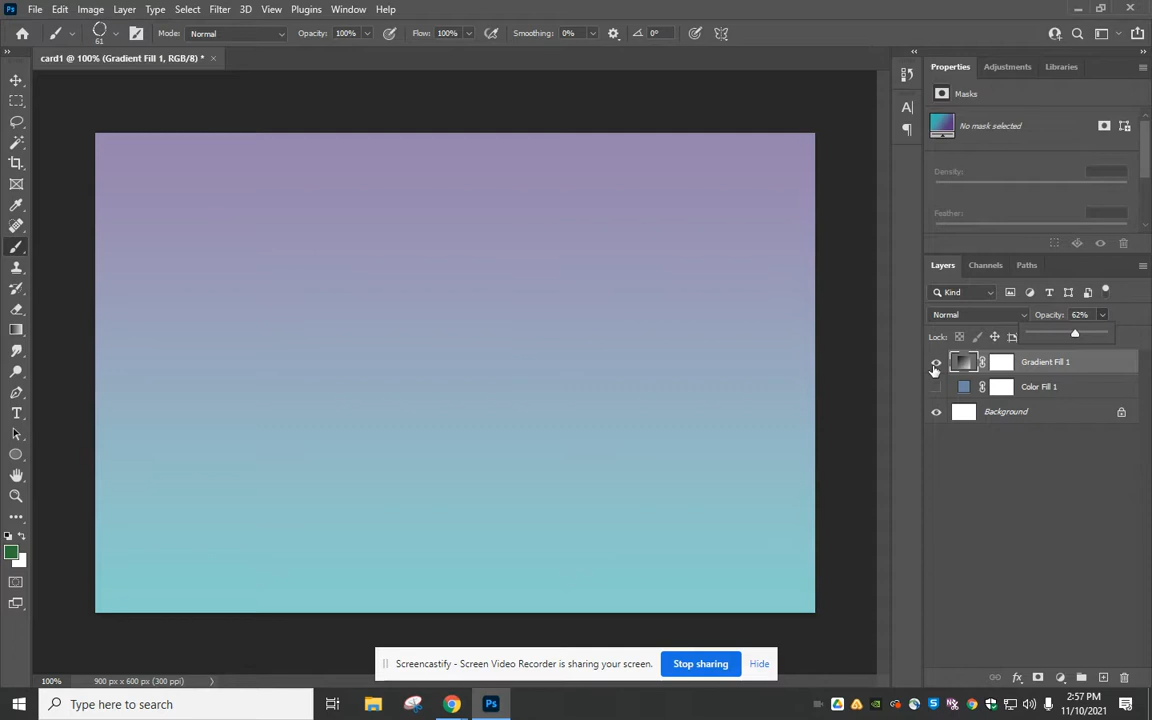 Ps File Edit Image Layer Type Select Filter 3D View Plugins Window Help
61 Mode: Normal Opacity: 100% Flow: 100% Smoothing: 0% 0°
card1 @ 100% (Gradient Fill 1, RGB/8) *
Properties Adjustments Libraries
Masks
No mask selected
Density:
Feather:
Layers Channels Paths
Kind
Normal Opacity: 62%
Lock:
Gradient Fill 1
Color Fill 1
Background
Screencastify - Screen Video Recorder is sharing your screen. Stop sharing Hide
100% 900 px x 600 px (300 ppi)
Type here to search
2:57 PM
11/10/2021